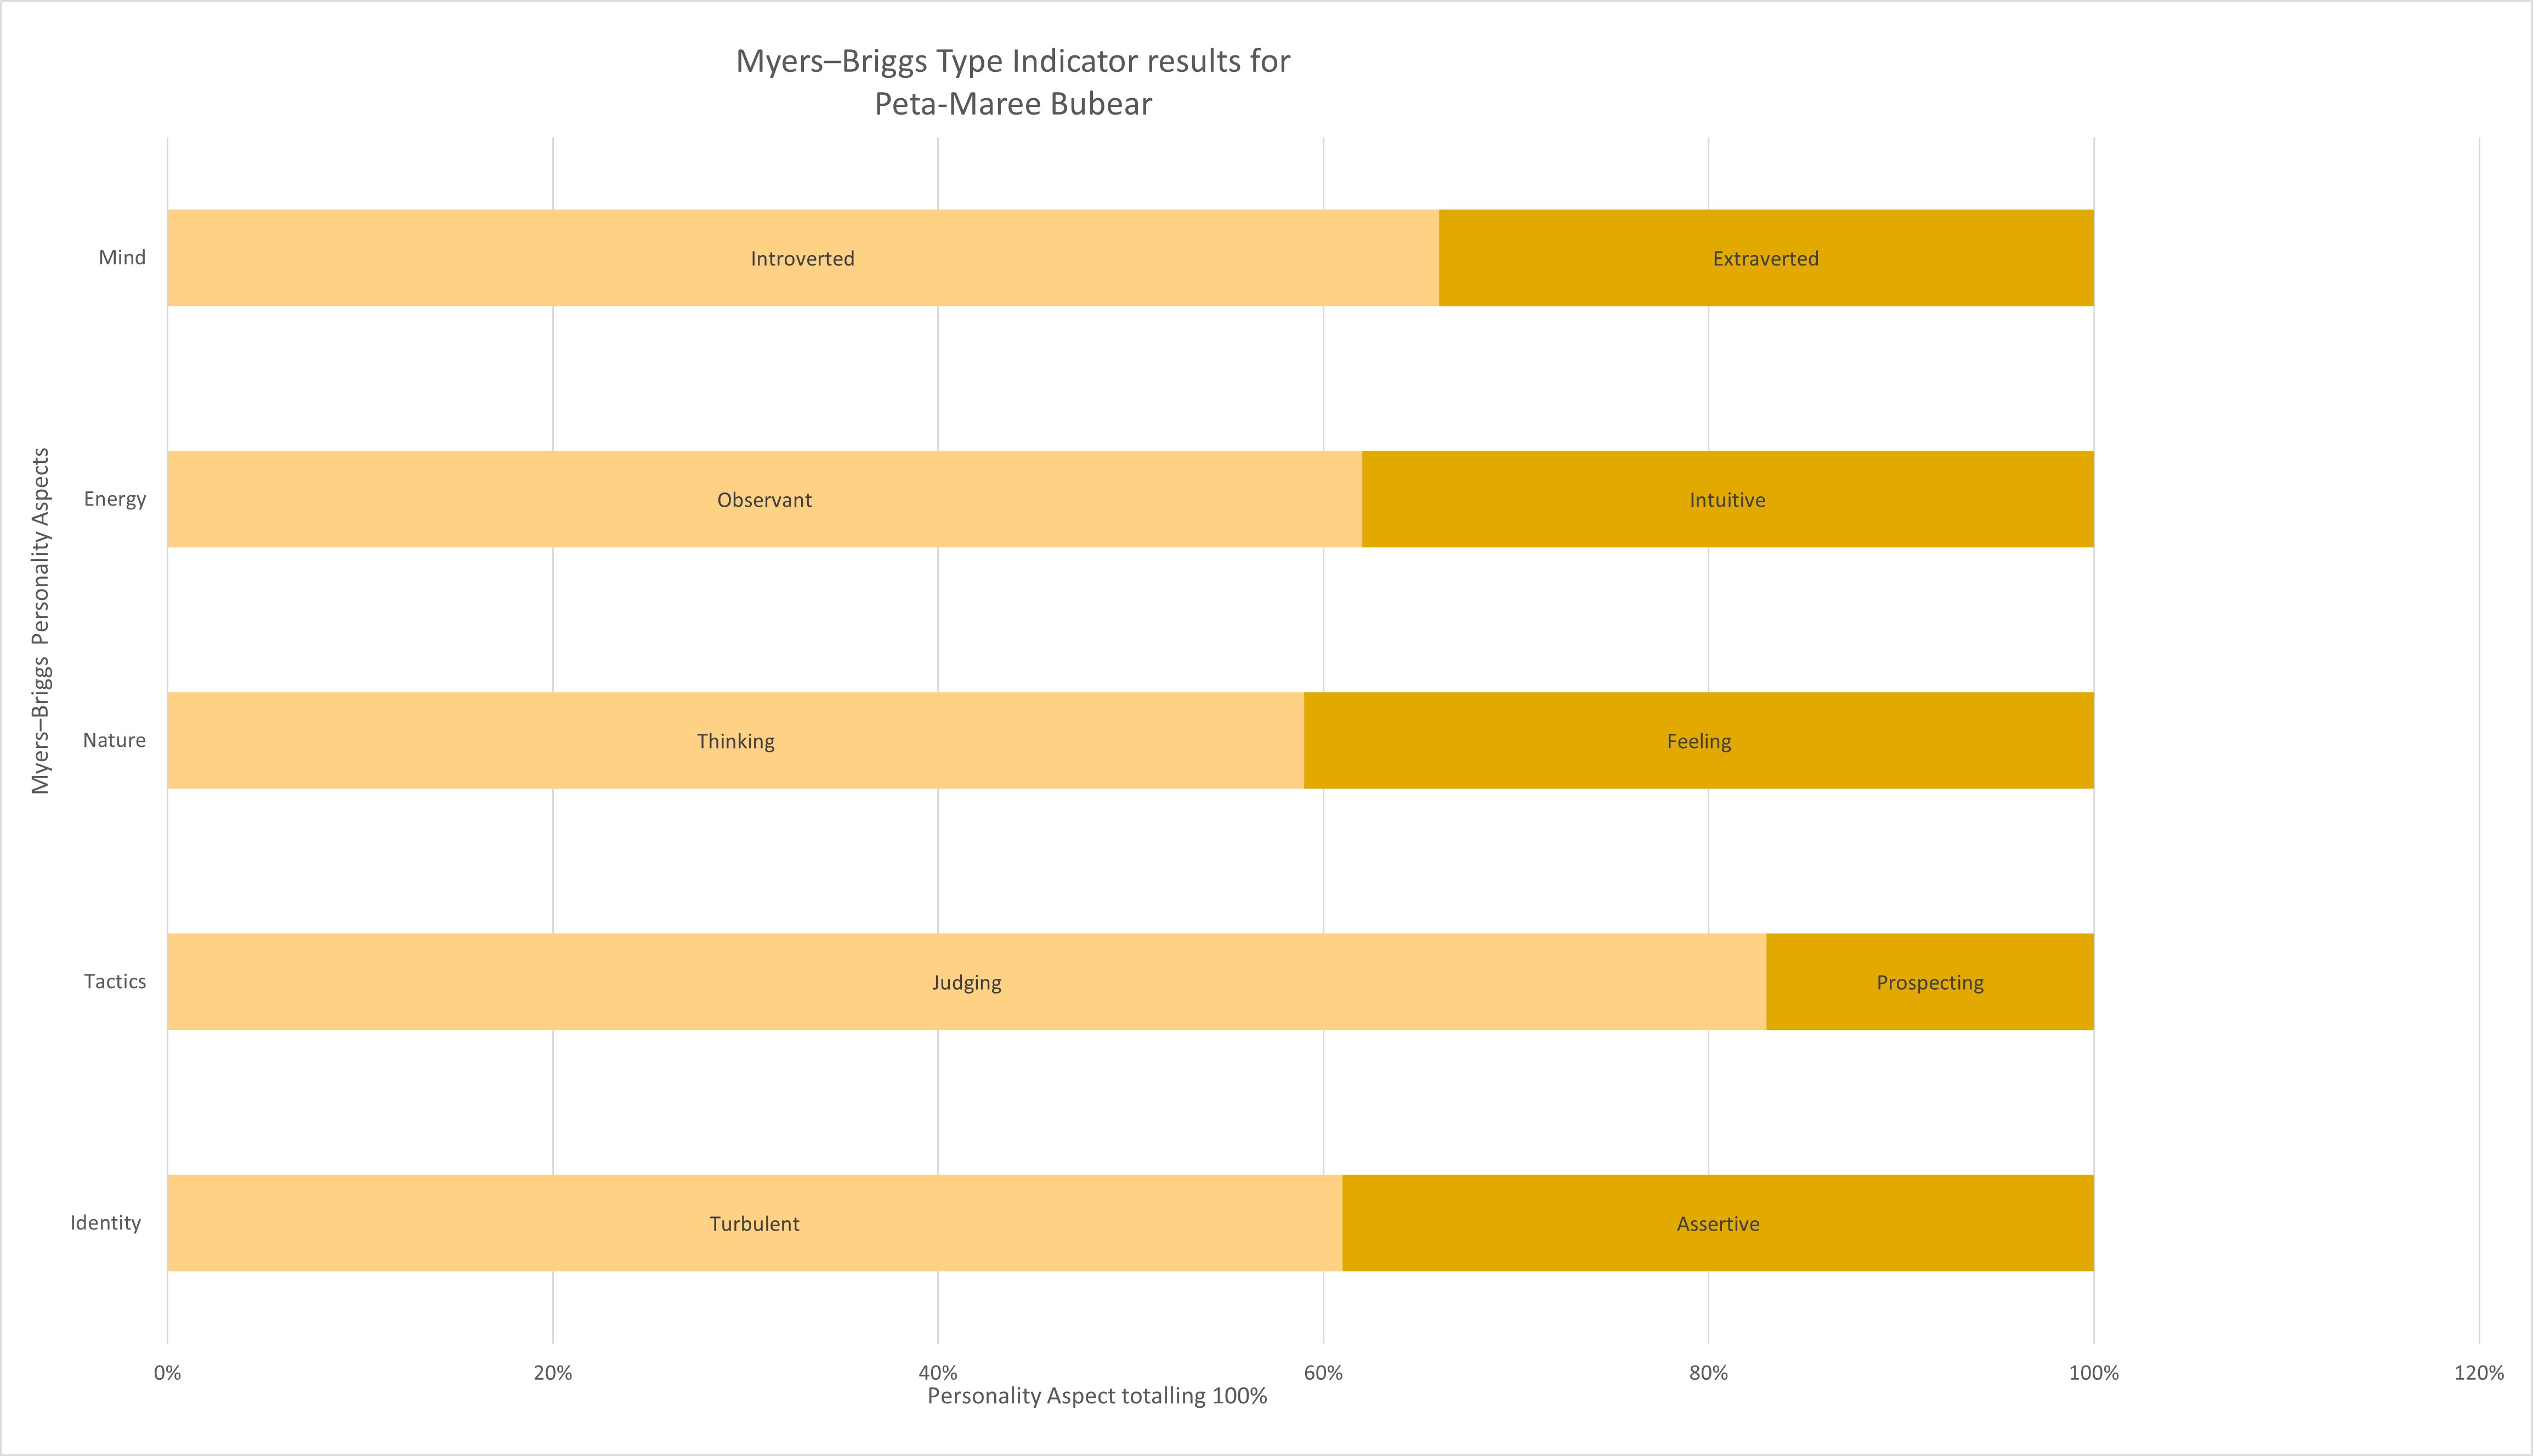 Myers–Briggs Type Indicator results for
Peta-Maree Bubear
Myers–Briggs  Personality Aspects
Mind
Introverted
Extraverted
Energy
Observant
Intuitive
Nature
Thinking
Feeling
Tactics
Judging
Prospecting
Identity
Turbulent
Assertive
0% 20% 40% 60% 80% 100% 120%
Personality Aspect totalling 100%